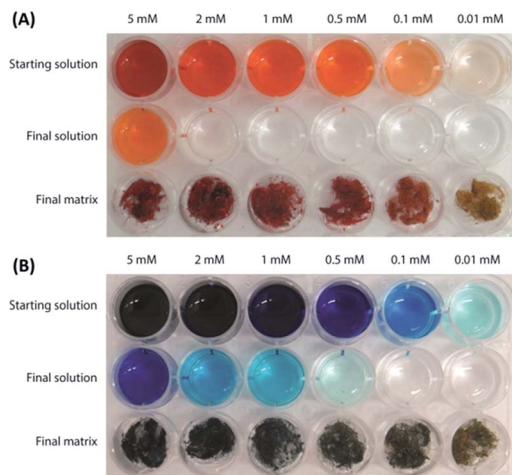 (A)
5 mM 2 mM 1 mM 0.5 mM 0.1 mM 0.01 mM
Starting solution
Final solution
Final matrix
(B)
5 mM 2 mM 1 mM 0.5 mM 0.1 mM 0.01 mM
Starting solution
Final solution
Final matrix